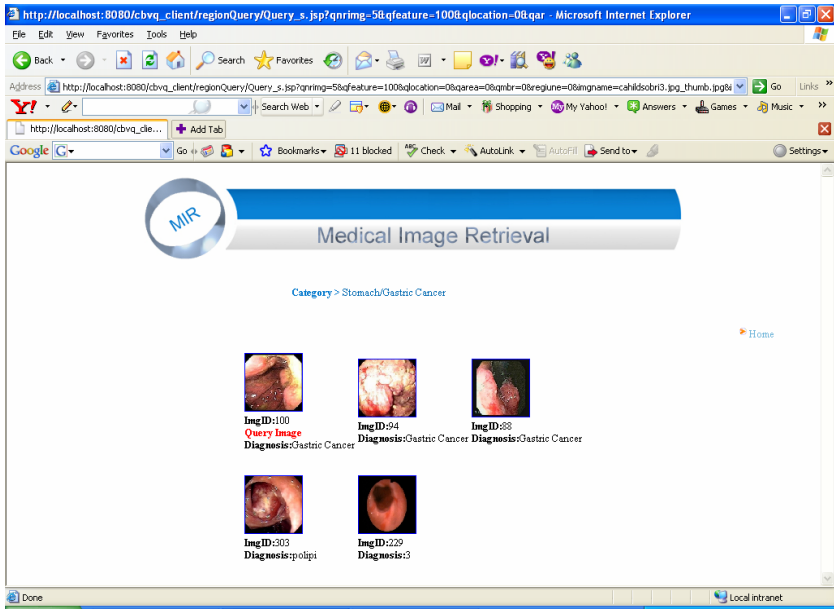 http://localhost:8080/cbvq_client/regionQuery/Query_s.jsp?qnrimg=5&qfeature=100&qlocation=0&qar - Microsoft Internet Explorer
File Edit View Favorites Tools Help
Back Search Favorites
Address http://localhost:8080/cbvq_client/regionQuery/Query_s.jsp?qnrimg=5&qfeature=100&qlocation=0&qarea=0&qmbr=0&regiune=0&imgname=cahildsobri3.jpg_thumb.jpg&i Go Links »
Y! Search Web Mail Shopping My Yahoo! Answers Games Music »
http://localhost:8080/cbvq_clie... Add Tab
Google G Go Bookmarks 11 blocked Check AutoLink AutoFill Send to Settings
MIR
Medical Image Retrieval
Category > Stomach/Gastric Cancer
Home
ImgID:100
Query Image
Diagnosis:Gastric Cancer
ImgID:94
Diagnosis:Gastric Cancer
ImgID:88
Diagnosis:Gastric Cancer
ImgID:303
Diagnosis:polipi
ImgID:229
Diagnosis:3
Done Local intranet